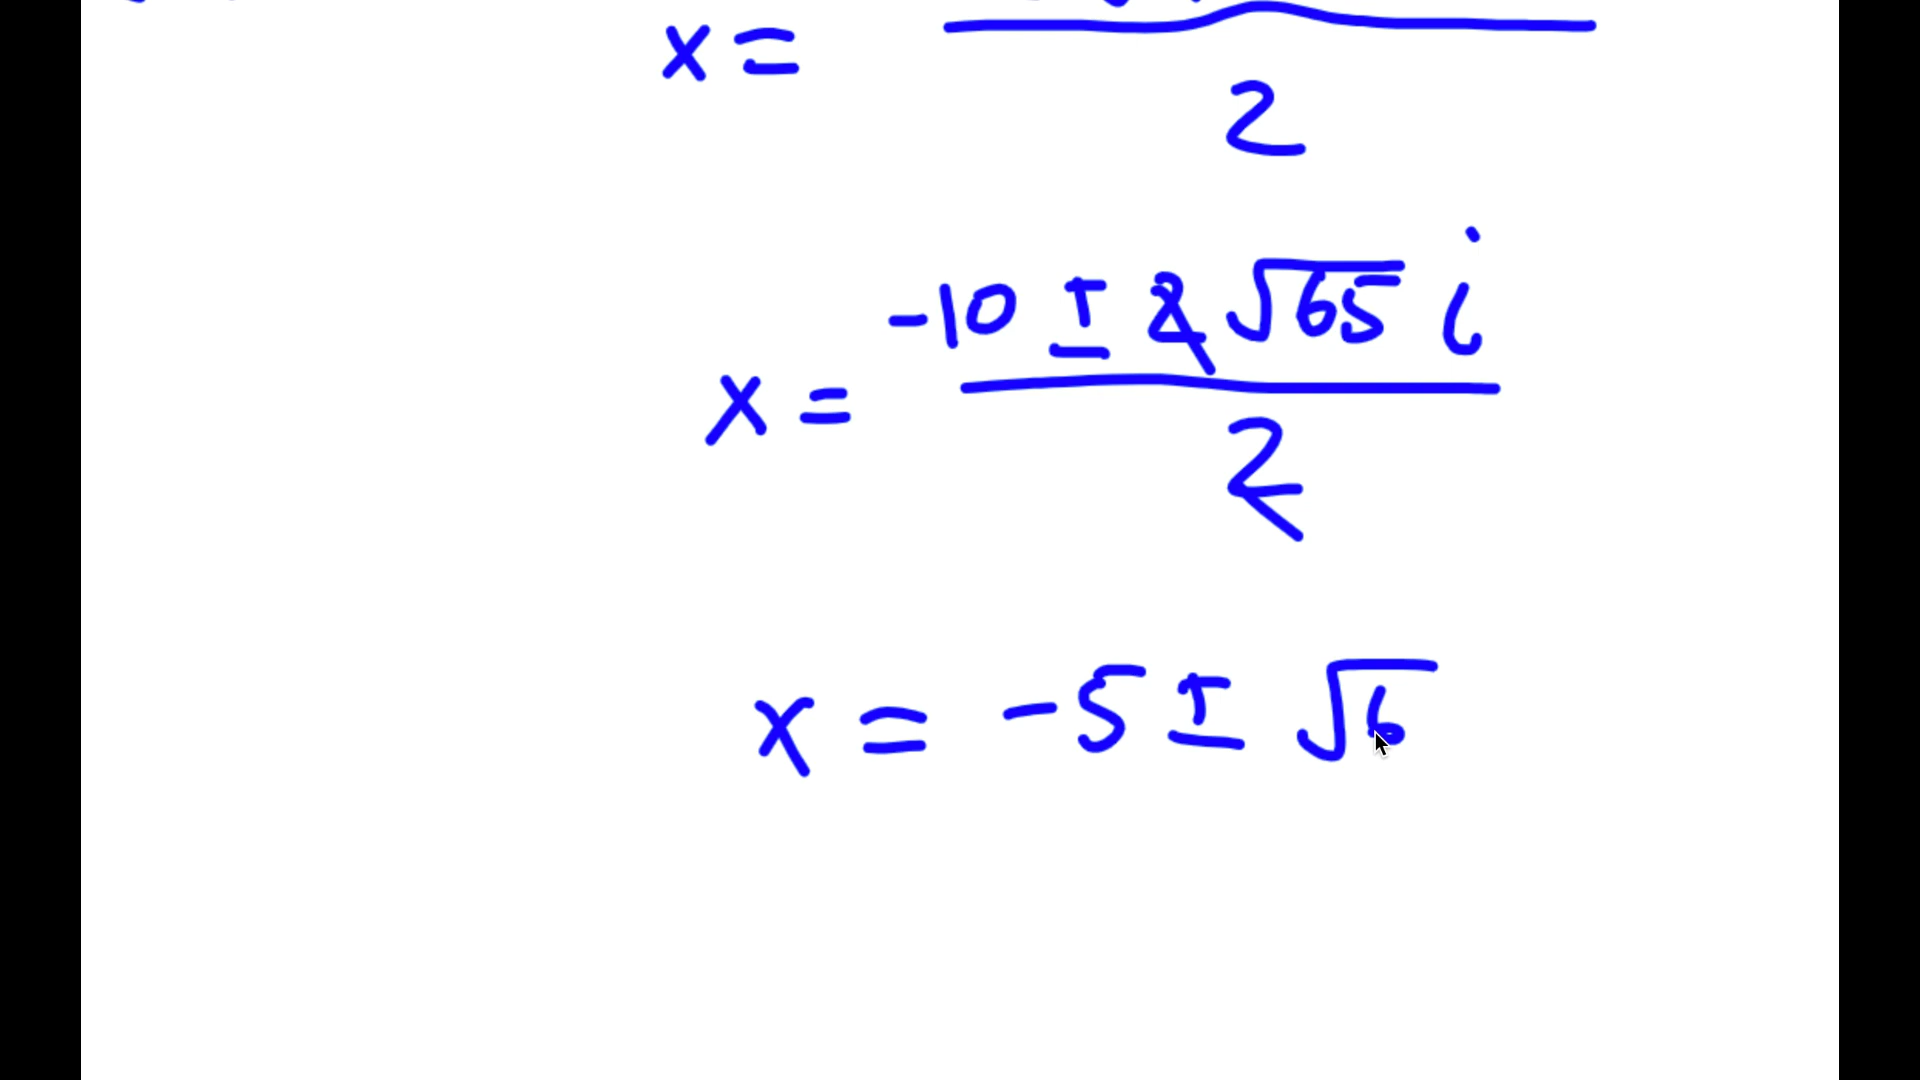 x =
2
x = -10 ± 2 √65 i
2
x = -5 ± √6